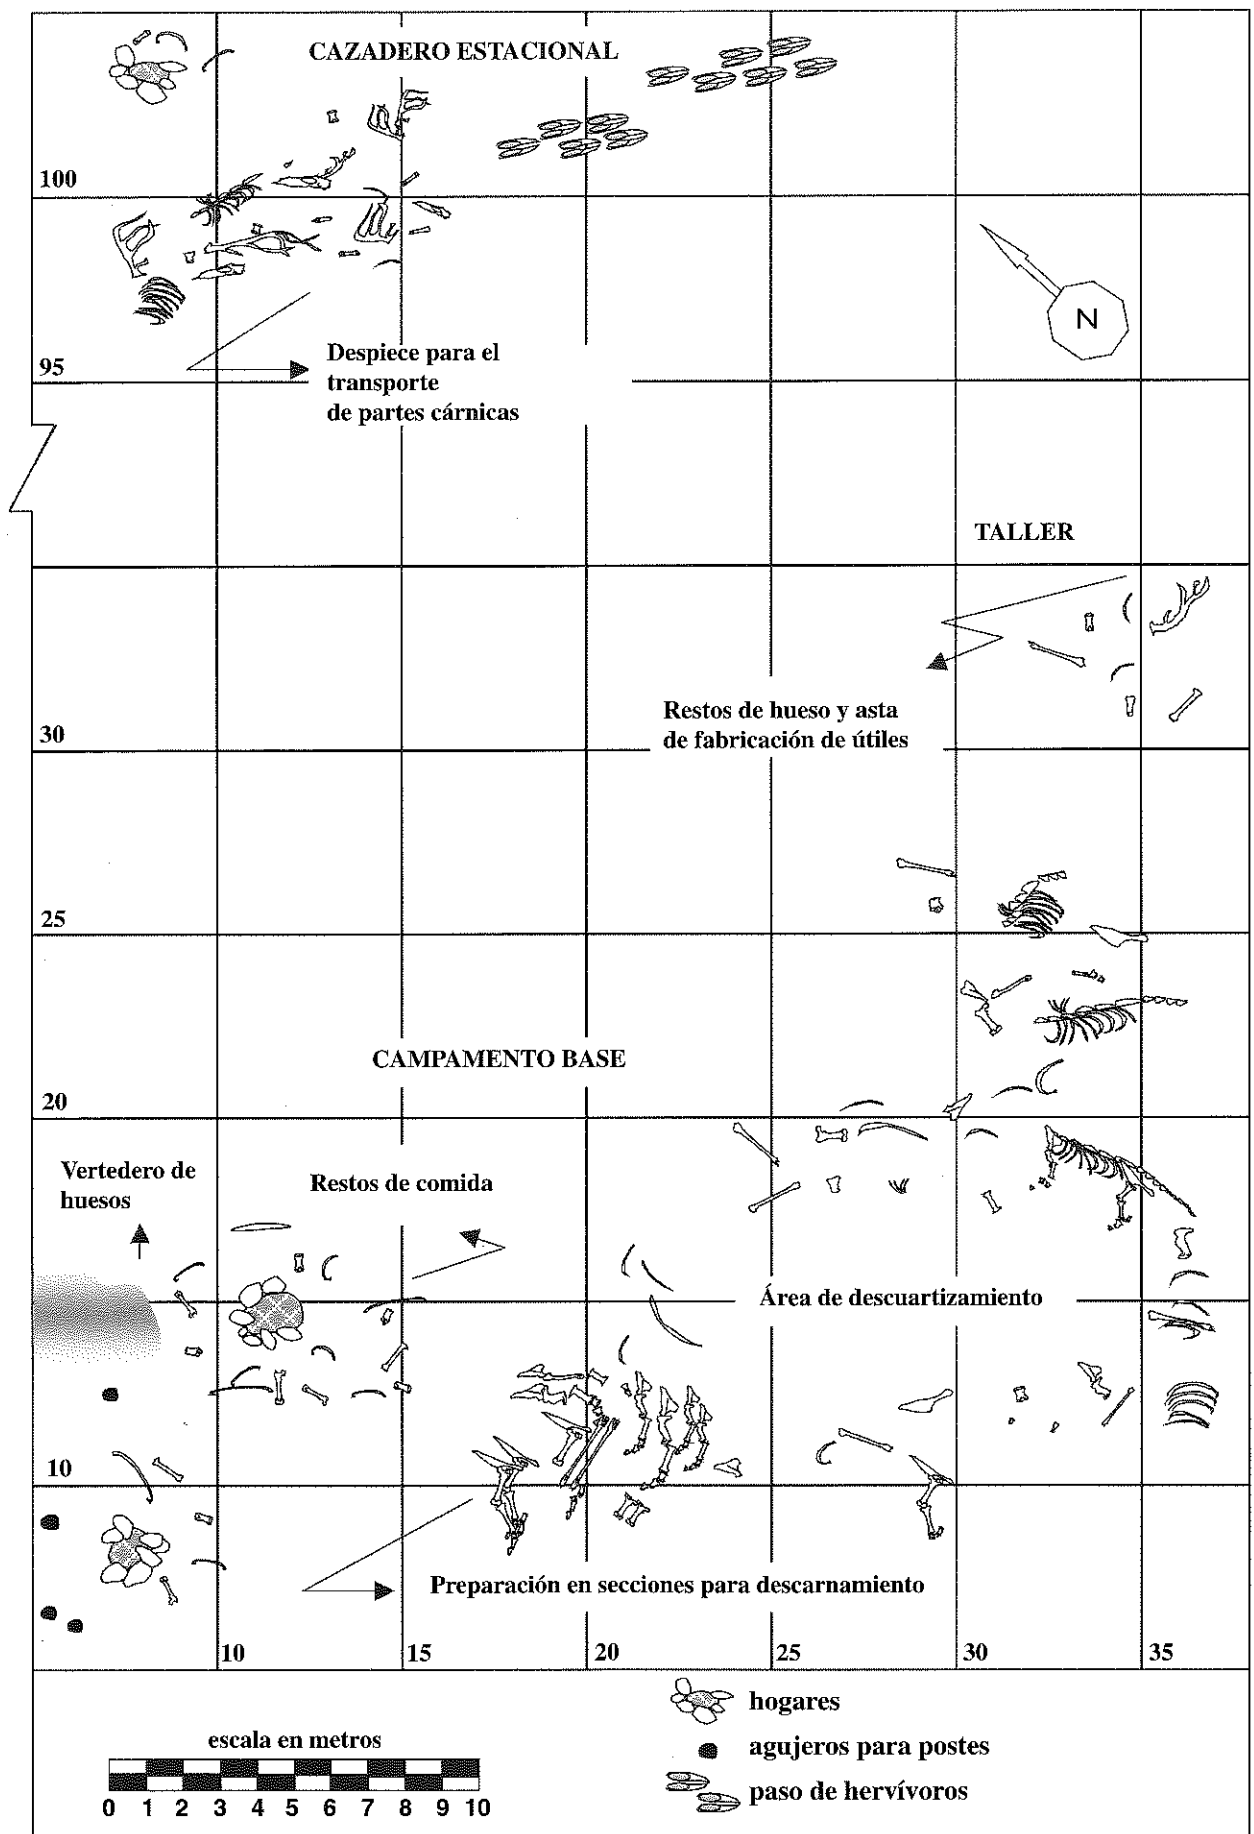 CAZADERO ESTACIONAL
100
N
95
Despiece para el
transporte
de partes cárnicas
TALLER
Restos de hueso y asta
de fabricación de útiles
30
25
CAMPAMENTO BASE
20
Vertedero de
huesos
Restos de comida
Área de descuartizamiento
10
Preparación en secciones para descarnamiento
10 15 20 25 30 35
hogares
escala en metros
agujeros para postes
paso de hervívoros
0 1 2 3 4 5 6 7 8 9 10